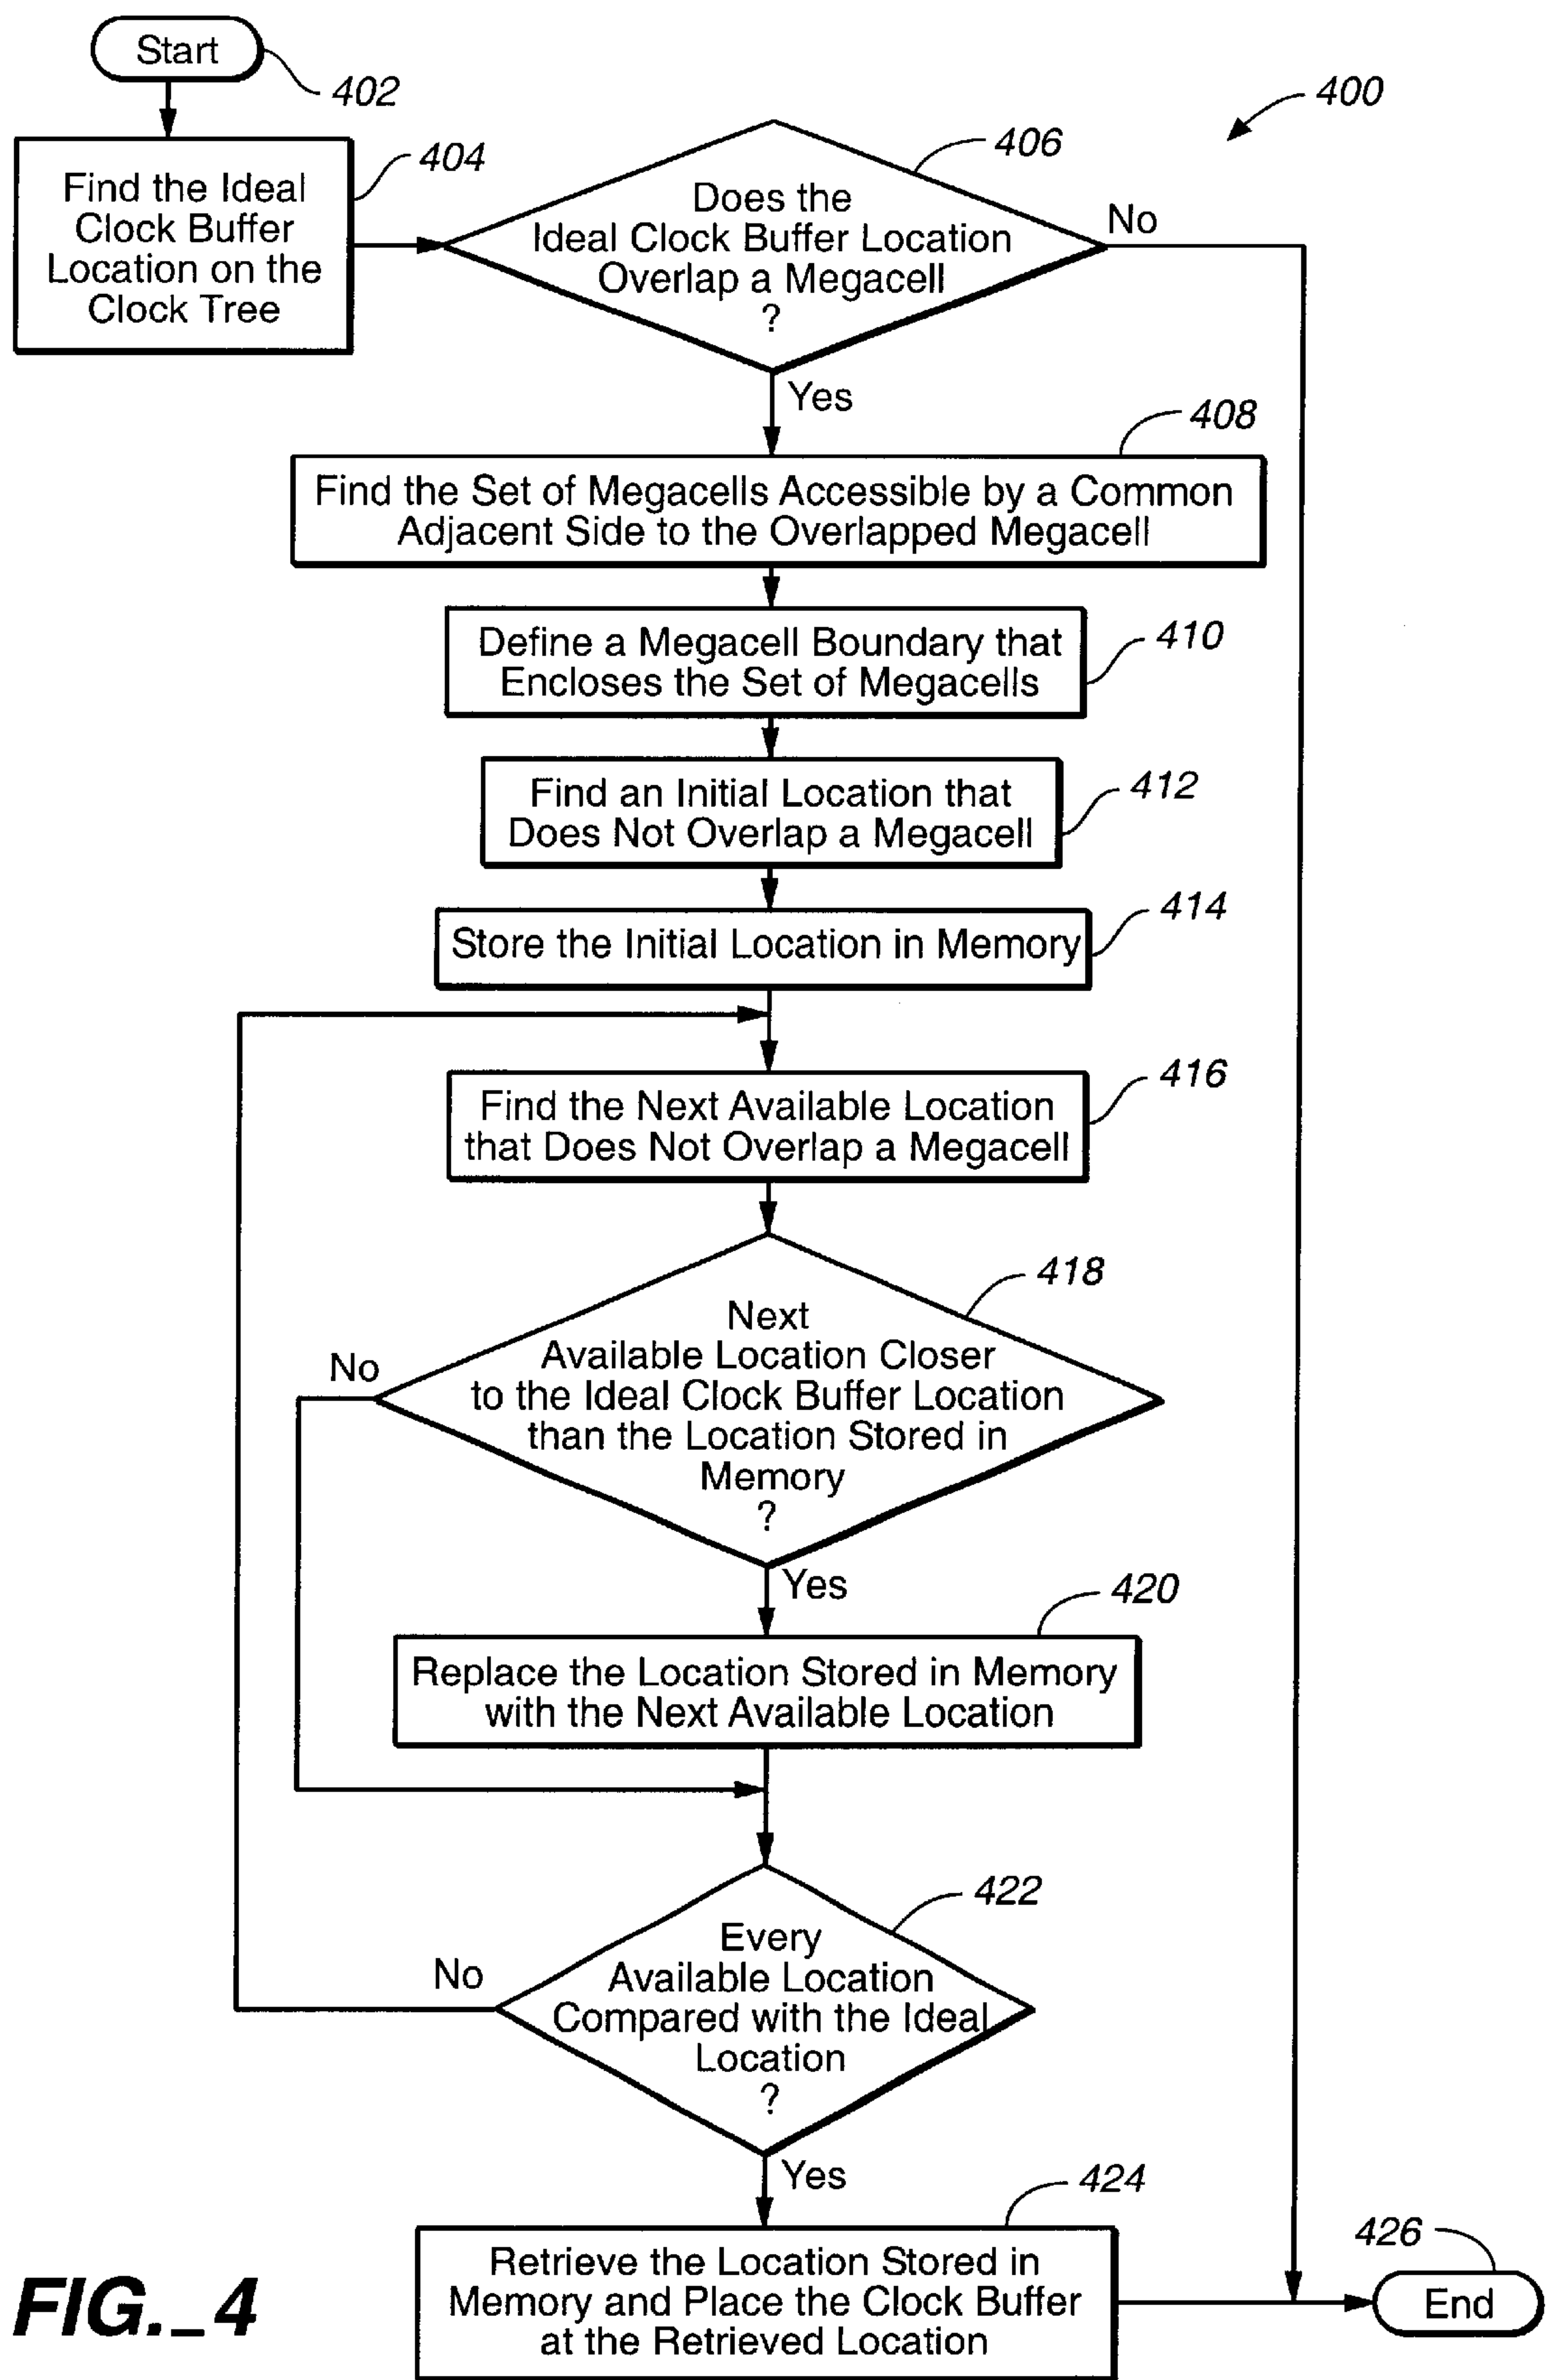 Start
402
400
404
Find the Ideal
Clock Buffer
Location on the
Clock Tree
406
Does the
Ideal Clock Buffer Location
Overlap a Megacell
?
No
Yes
408
Find the Set of Megacells Accessible by a Common
Adjacent Side to the Overlapped Megacell
410
Define a Megacell Boundary that
Encloses the Set of Megacells
412
Find an Initial Location that
Does Not Overlap a Megacell
414
Store the Initial Location in Memory
416
Find the Next Available Location
that Does Not Overlap a Megacell
418
Next
Available Location Closer
to the Ideal Clock Buffer Location
than the Location Stored in
Memory
?
No
Yes
420
Replace the Location Stored in Memory
with the Next Available Location
422
Every
Available Location
Compared with the Ideal
Location
?
No
Yes
424
Retrieve the Location Stored in
Memory and Place the Clock Buffer
at the Retrieved Location
426
End
FIG._4